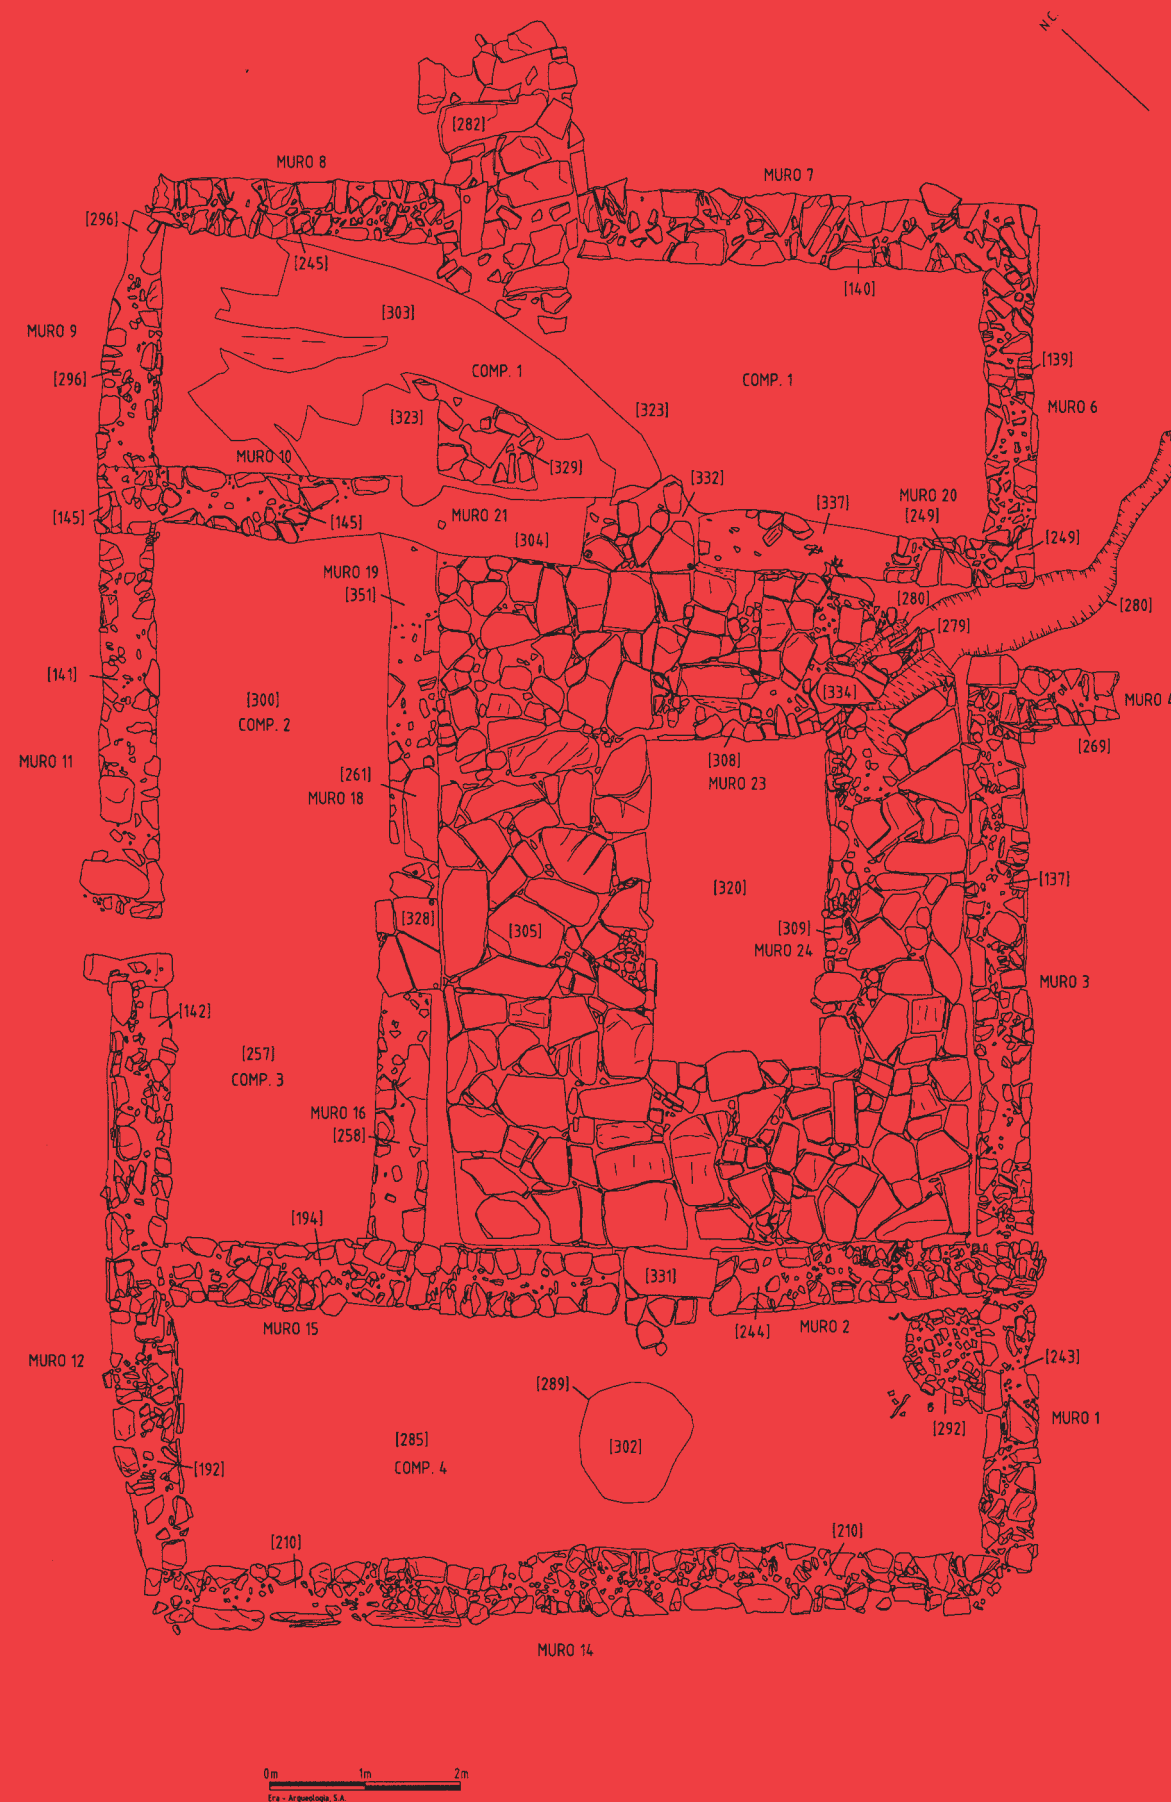 N.C.
[282]
MURO 8
MURO 7
[296]
[245]
[140]
[303]
MURO 9
[139]
COMP. 1
COMP. 1
[296]
MURO 6
[323]
[323]
MURO 10
[329]
[332]
MURO 20
[337]
[249]
[145]
[145]
MURO 21
[304]
[249]
MURO 19
[351]
[280]
[280]
[279]
[141]
[334]
[300]
COMP. 2
MURO
[269]
MURO 11
[308]
MURO 23
[261]
MURO 18
[137]
[320]
[328]
[305]
[309]
MURO 24
MURO 3
[142]
[257]
COMP. 3
MURO 16
[258]
[194]
[331]
MURO 15
[244]
MURO 2
MURO 12
[243]
[289]
MURO 1
[292]
[285]
COMP. 4
[302]
[192]
[210]
[210]
MURO 14
0m 1m 2m
Era - Arqueologia, S.A.